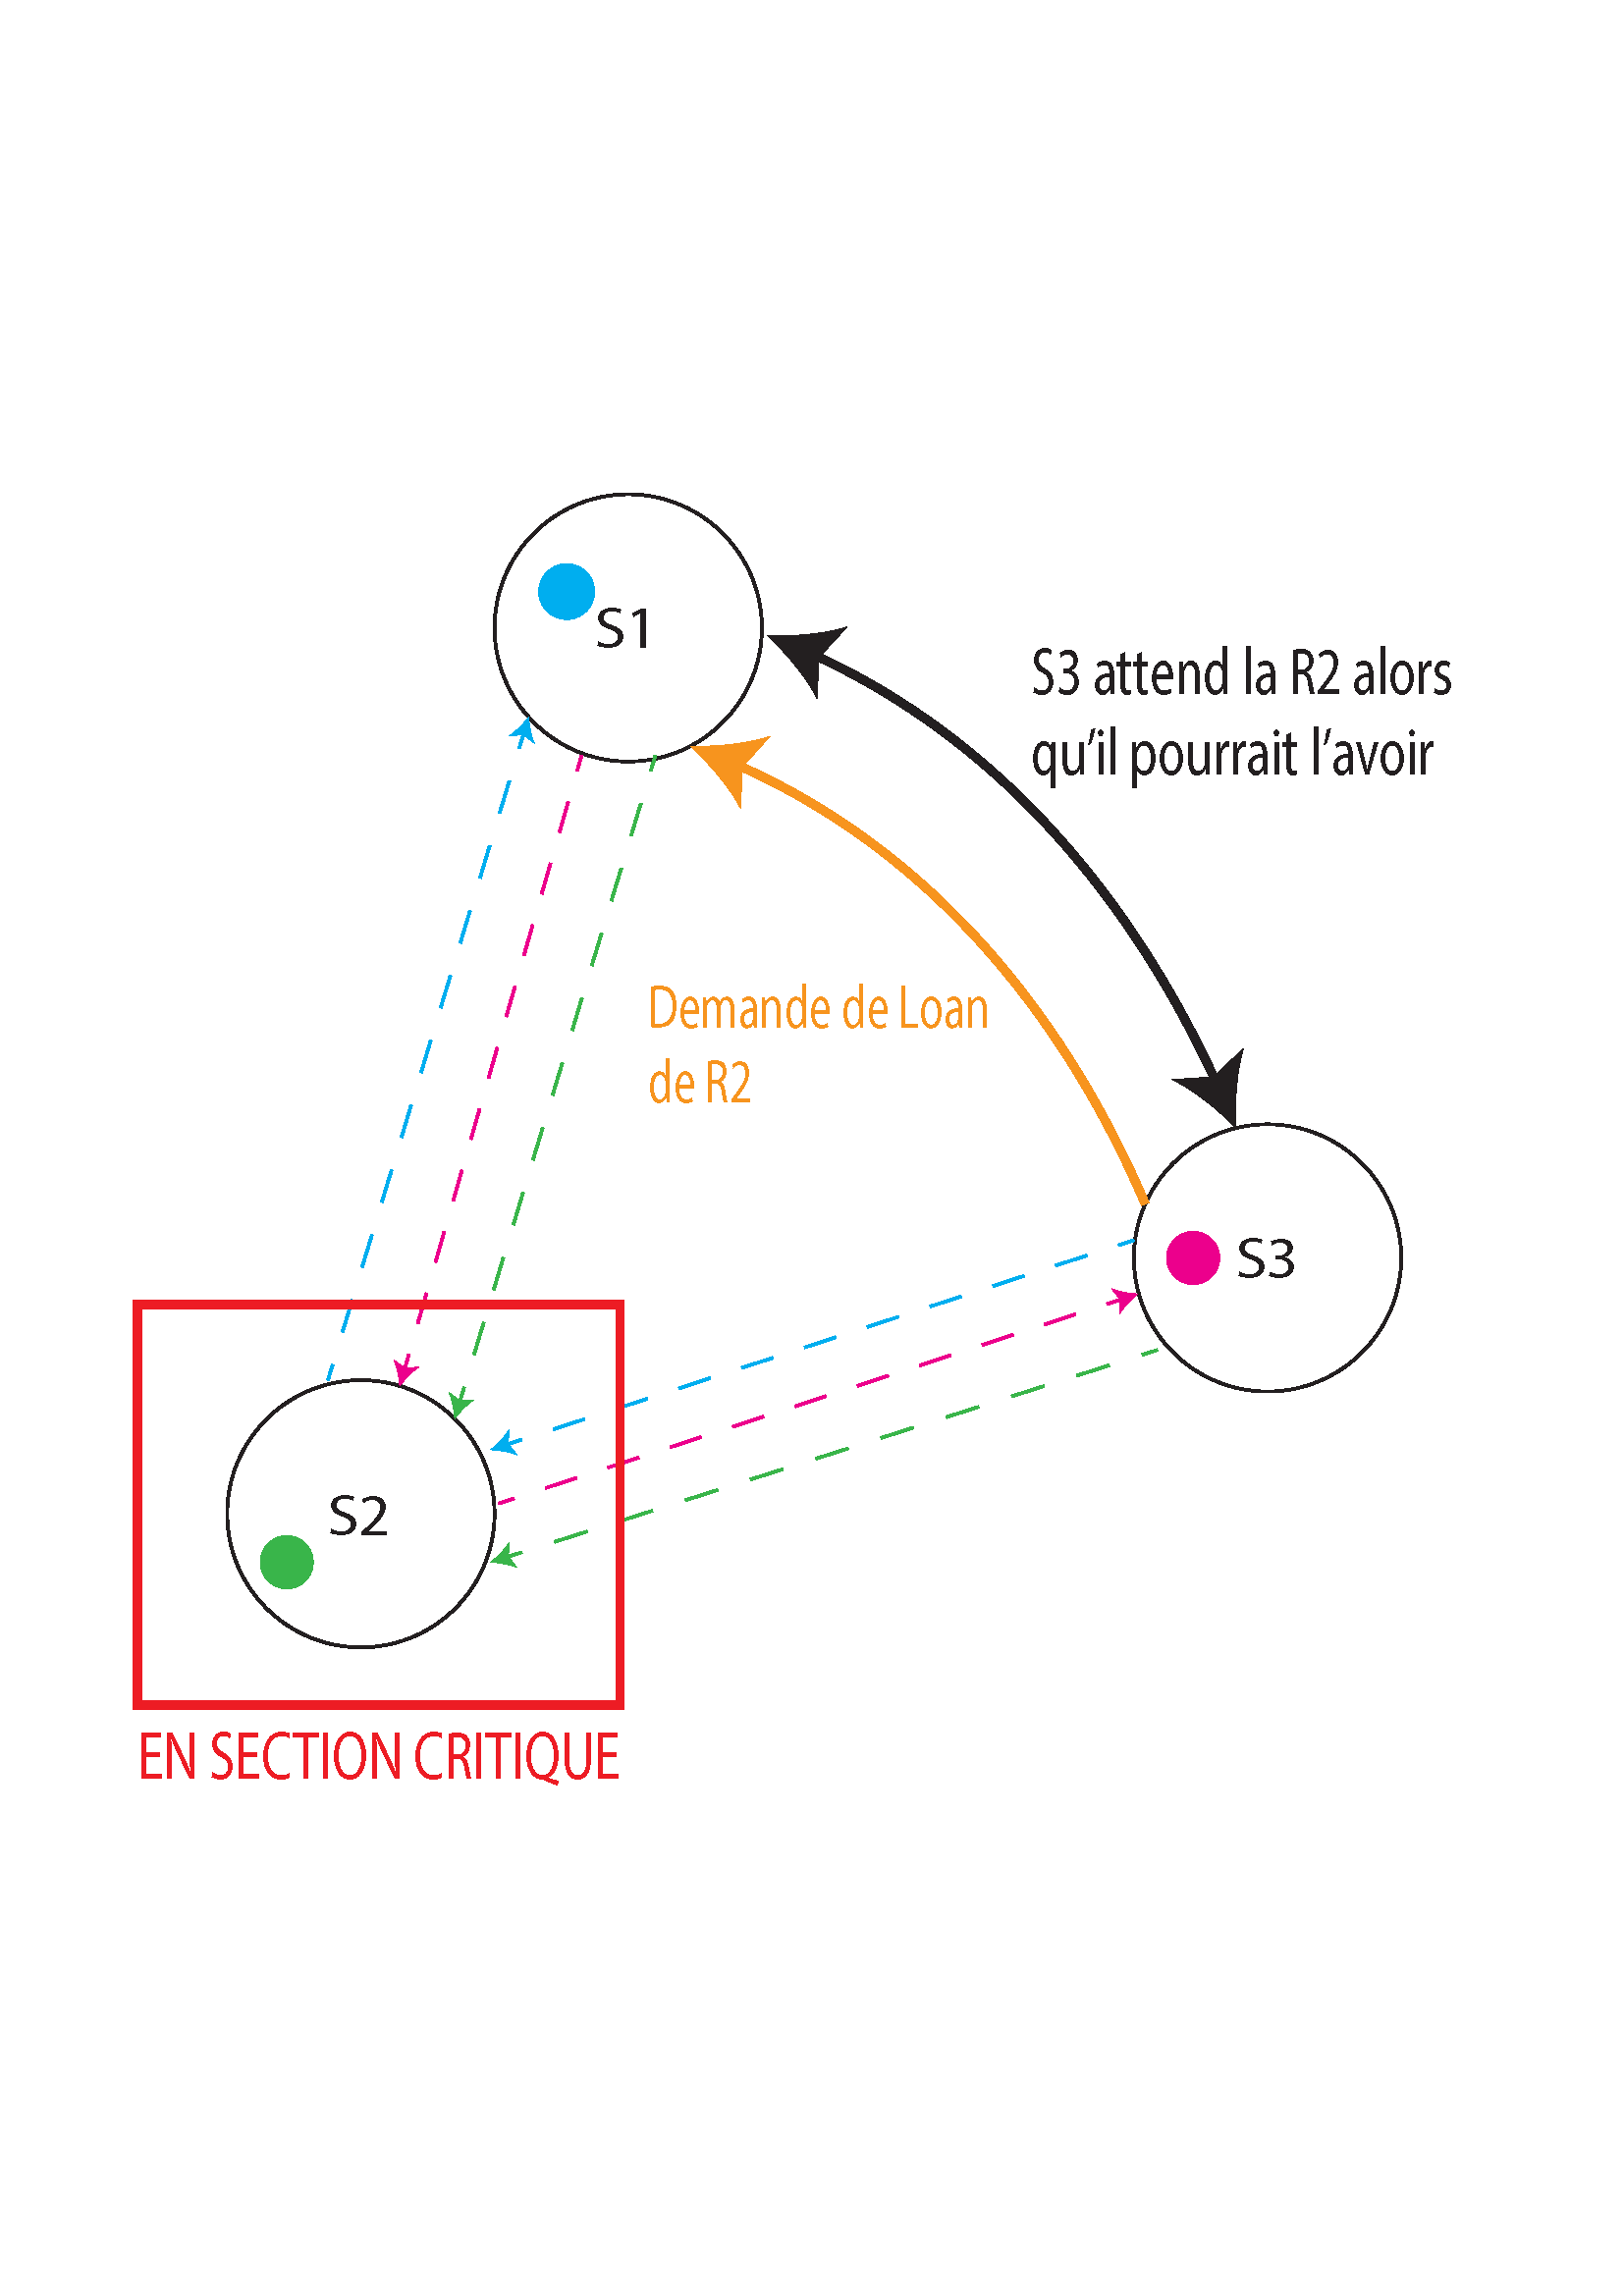 S1
S3 attend la R2 alors
qu’il pourrait l’avoir
Demande de Loan
de R2
S3
S2
EN SECTION CRITIQUE